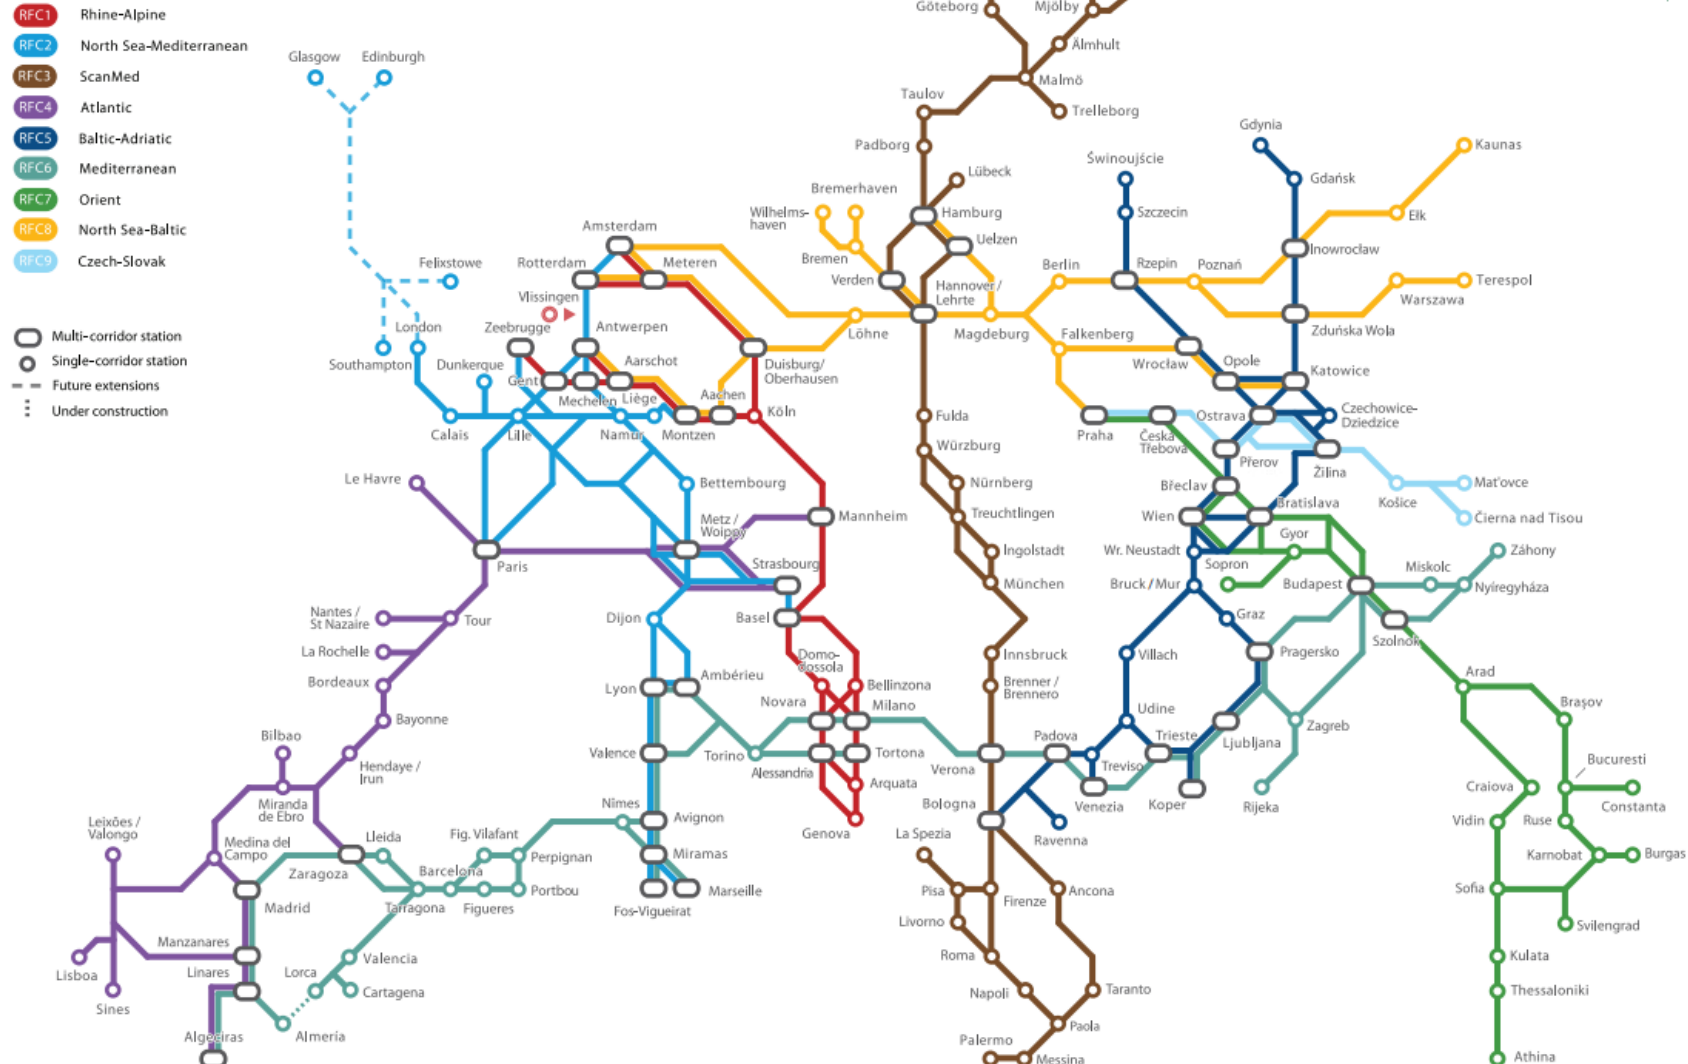 RFC1 Rhine-Alpine
RFC2 North Sea-Mediterranean
RFC3 ScanMed
RFC4 Atlantic
RFC5 Baltic-Adriatic
RFC6 Mediterranean
RFC7 Orient
RFC8 North Sea-Baltic
RFC9 Czech-Slovak
Multi-corridor station
Single-corridor station
Future extensions
Under construction
Göteborg
Mjölby
Älmhult
Malmö
Trelleborg
Taulov
Padborg
Lübeck
Hamburg
Uelzen
Bremerhaven
Wilhelms-
haven
Bremen
Verden
Hannover/
Lehrte
Glasgow
Edinburgh
Felixstowe
London
Southampton
Dunkerque
Calais
Lille
Amsterdam
Rotterdam
Meteren
Vlissingen
Zeebrugge
Antwerpen
Gent
Mechelen
Aarschot
Liège
Aachen
Namur
Montzen
Duisburg/
Oberhausen
Köln
Löhne
Magdeburg
Berlin
Falkenberg
Rzepin
Poznań
Świnoujście
Szczecin
Gdynia
Gdańsk
Inowrocław
Kaunas
Ełk
Terespol
Warszawa
Zduńska Wola
Wrocław
Opole
Katowice
Praha
Česká
Třebova
Ostrava
Czechowice-
Dziedzice
Přerov
Žilina
Košice
Mat'ovce
Čierna nad Tisou
Břeclav
Wien
Bratislava
Gyor
Wr. Neustadt
Sopron
Bruck / Mur
Budapest
Miskolc
Záhony
Nyíregyháza
Szolnok
Graz
Pragersko
Villach
Udine
Zagreb
Rijeka
Ljubljana
Trieste
Koper
Treviso
Venezia
Padova
Verona
Bologna
Ravenna
Fulda
Würzburg
Nürnberg
Treuchtlingen
Ingolstadt
München
Innsbruck
Brenner /
Brennero
Le Havre
Paris
Bettembourg
Metz /
Woippy
Mannheim
Strasbourg
Basel
Dijon
Nantes /
St Nazaire
Tour
La Rochelle
Bordeaux
Bayonne
Hendaye /
Irun
Bilbao
Miranda
de Ebro
Ambérieu
Lyon
Valence
Domo-
dossola
Bellinzona
Novara
Milano
Torino
Alessandria
Tortona
Arquata
Genova
Nîmes
Avignon
Miramas
Marseille
Fos-Vigueirat
Leixões /
Valongo
Medina del
Campo
Zaragoza
Lleida
Fig. Vilafant
Perpignan
Barcelona
Tarragona
Figueres
Portbou
Madrid
Manzanares
Linares
Lisboa
Sines
Lorca
Valencia
Cartagena
Almería
Algeciras
La Spezia
Pisa
Firenze
Livorno
Roma
Ancona
Napoli
Taranto
Paola
Palermo
Messina
Arad
Braşov
Bucuresti
Constanta
Craiova
Vidin
Ruse
Karnobat
Burgas
Sofia
Svilengrad
Kulata
Thessaloniki
Athina